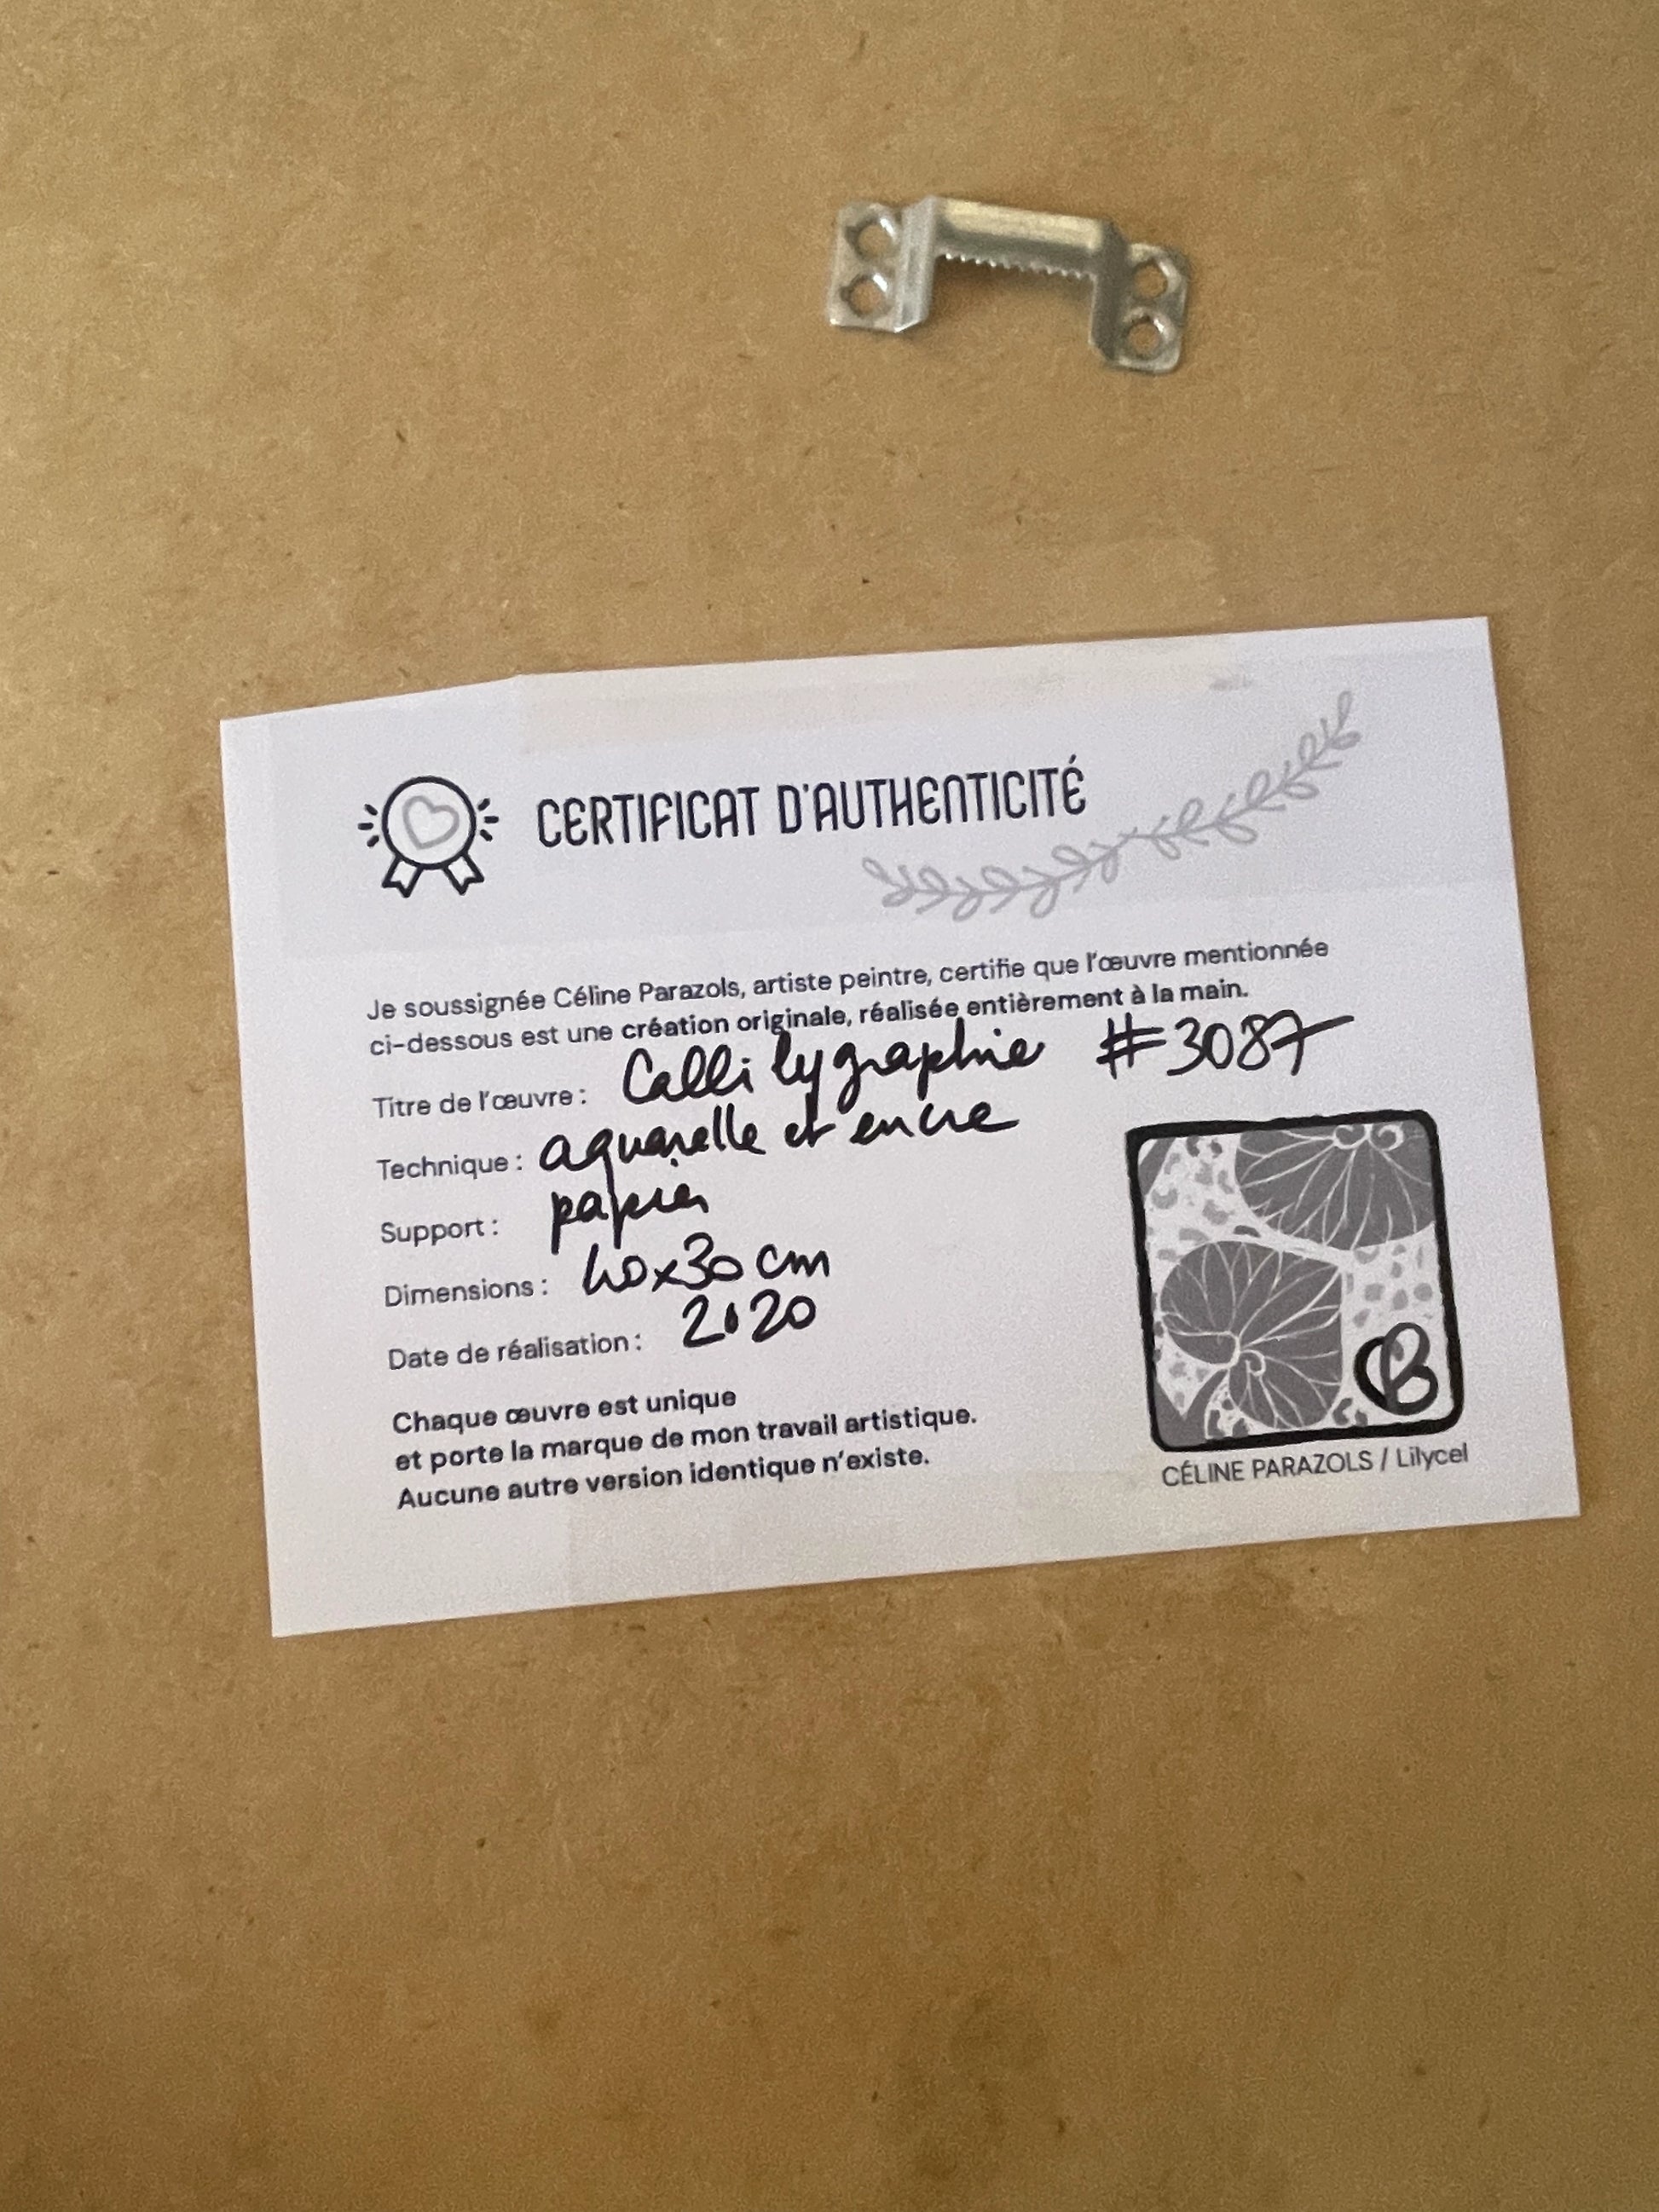 CERTIFICAT D'AUTHENTICITÉ
Je soussignée Céline Parazols, artiste peintre, certifie que l'œuvre mentionnée
ci-dessous est une création originale, réalisée entièrement à la main.
Titre de l'œuvre : Callilygraphie #3087
Technique : aquarelle et encre
Support : papier
Dimensions : 40x30 cm
Date de réalisation : 2020
Chaque œuvre est unique
et porte la marque de mon travail artistique.
Aucune autre version identique n'existe.
CÉLINE PARAZOLS / Lilycel